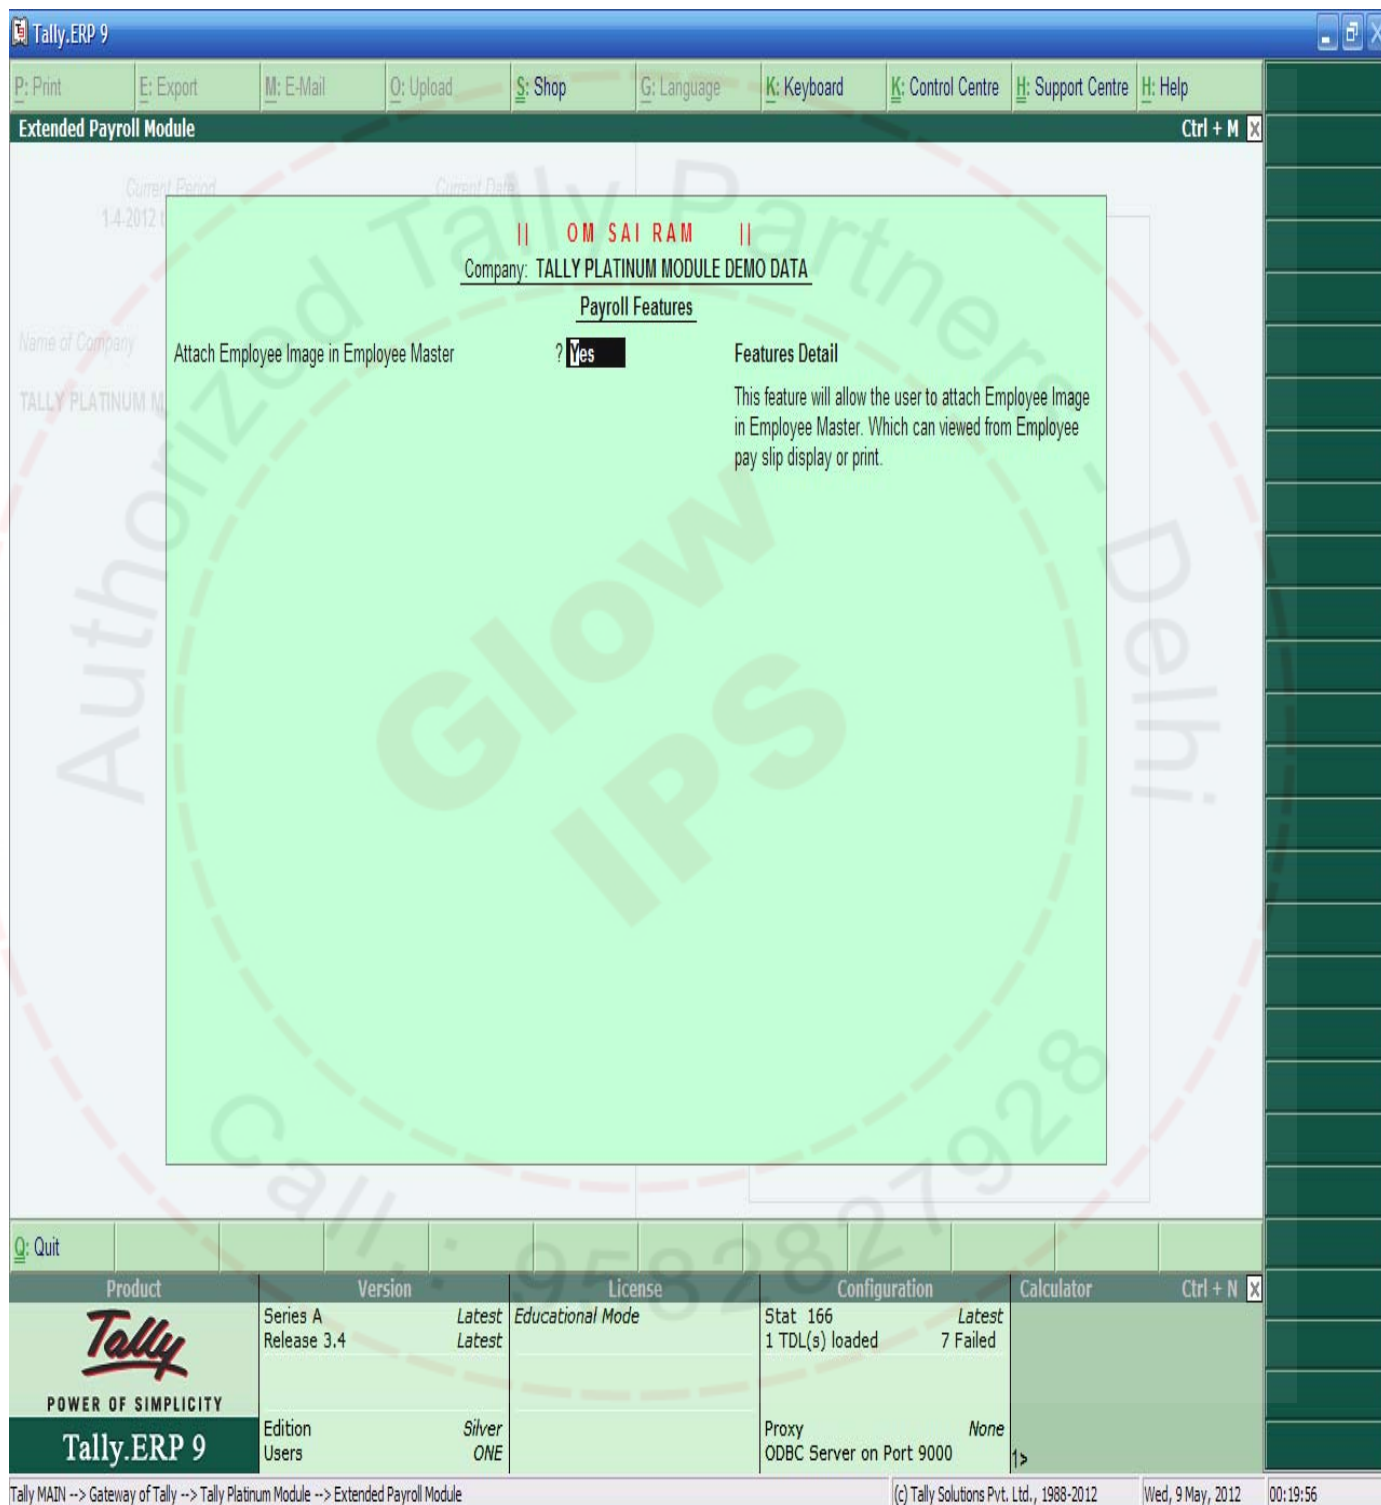 Tally.ERP 9
P: Print E: Export M: E-Mail O: Upload S: Shop G: Language K: Keyboard K: Control Centre H: Support Centre H: Help
Extended Payroll Module Ctrl + M
Current Period Current Date
1-4-2012 t
|| OM SAI RAM ||
Company: TALLY PLATINUM MODULE DEMO DATA
Payroll Features
Name of Company
Attach Employee Image in Employee Master ? Yes Features Detail
TALLY PLATINUM M
This feature will allow the user to attach Employee Image
in Employee Master. Which can viewed from Employee
pay slip display or print.
Authorized Tally Partners - Delhi
Glow
IPS
Call : 9582827928
Q: Quit
Product Version License Configuration Calculator Ctrl + N
Tally
POWER OF SIMPLICITY
Tally.ERP 9
Series A Latest
Release 3.4 Latest
Edition Silver
Users ONE
Educational Mode
Stat 166 Latest
1 TDL(s) loaded 7 Failed
Proxy None
ODBC Server on Port 9000
1>
Tally MAIN --> Gateway of Tally --> Tally Platinum Module --> Extended Payroll Module (c) Tally Solutions Pvt. Ltd., 1988-2012 Wed, 9 May, 2012 00:19:56